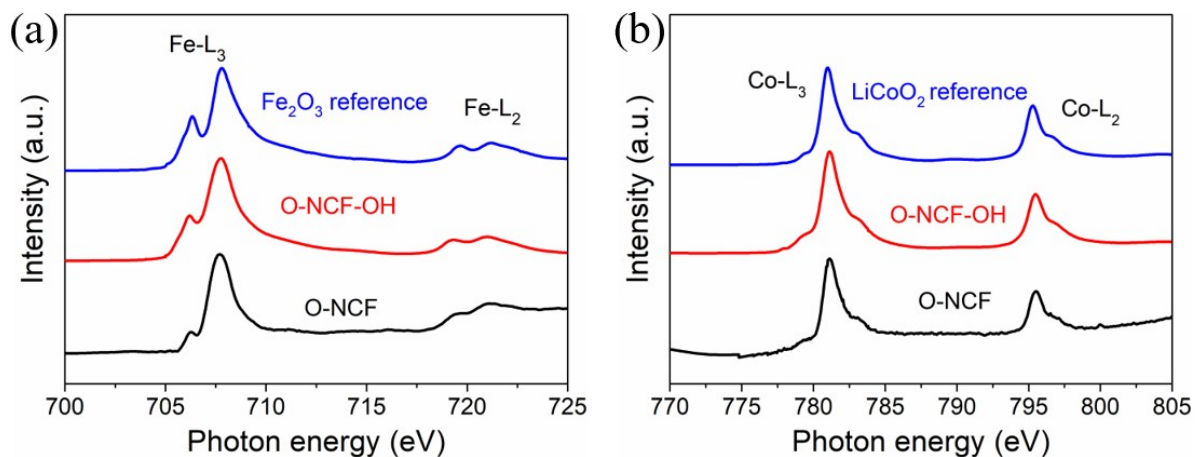 (a)
Fe-L3
Fe2O3 reference
Fe-L2
O-NCF-OH
O-NCF
Intensity (a.u.)
700 705 710 715 720 725
Photon energy (eV)
(b)
Co-L3
LiCoO2 reference
Co-L2
O-NCF-OH
O-NCF
Intensity (a.u.)
770 775 780 785 790 795 800 805
Photon energy (eV)